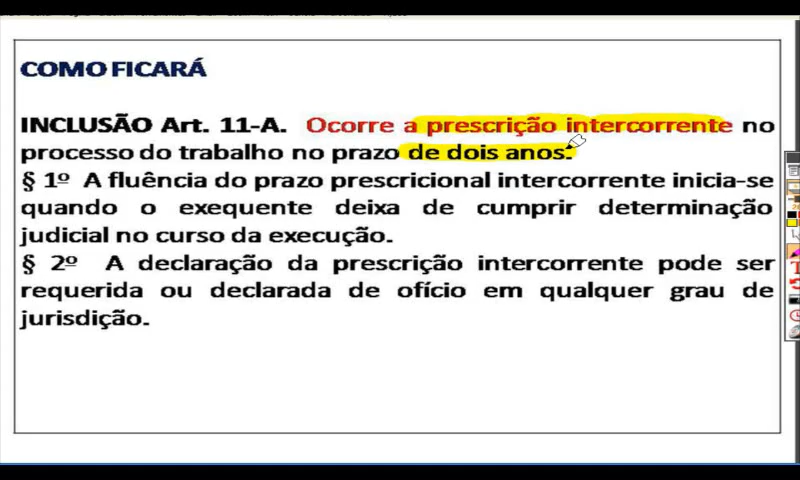 COMO FICARÁ
INCLUSÃO Art. 11-A. Ocorre a prescrição intercorrente no
processo do trabalho no prazo de dois anos.
§ 1º A fluência do prazo prescricional intercorrente inicia-se
quando o exequente deixa de cumprir determinação
judicial no curso da execução.
§ 2º A declaração da prescrição intercorrente pode ser
requerida ou declarada de ofício em qualquer grau de
jurisdição.